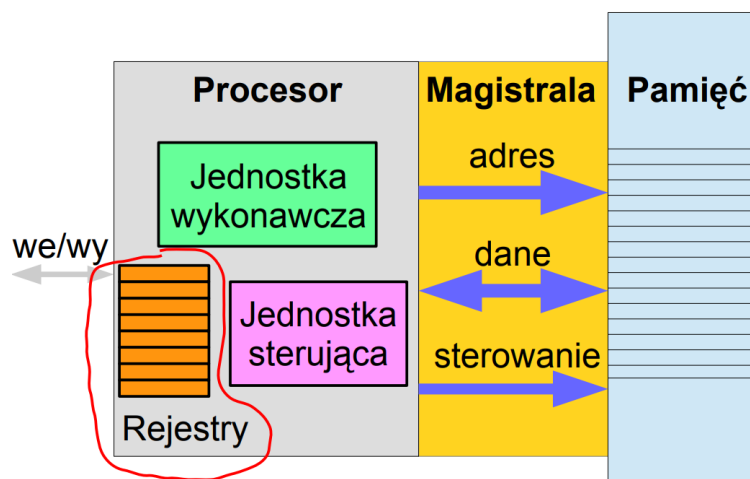 Procesor
Magistrala
Pamięć
Jednostka
wykonawcza
adres
we/wy
dane
Jednostka
sterująca
sterowanie
Rejestry